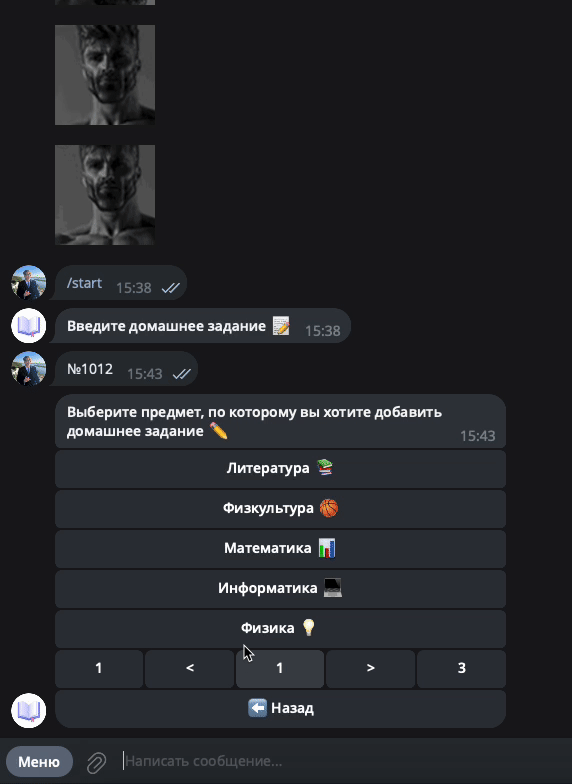 /start 15:38
Введите домашнее задание 📝 15:38
№1012 15:43
Выберите предмет, по которому вы хотите добавить
домашнее задание ✏️ 15:43
Литература 📚
Физкультура 🏀
Математика 📊
Информатика 💻
Физика 💡
1 < 1 > 3
⬅️ Назад
Меню Написать сообщение...